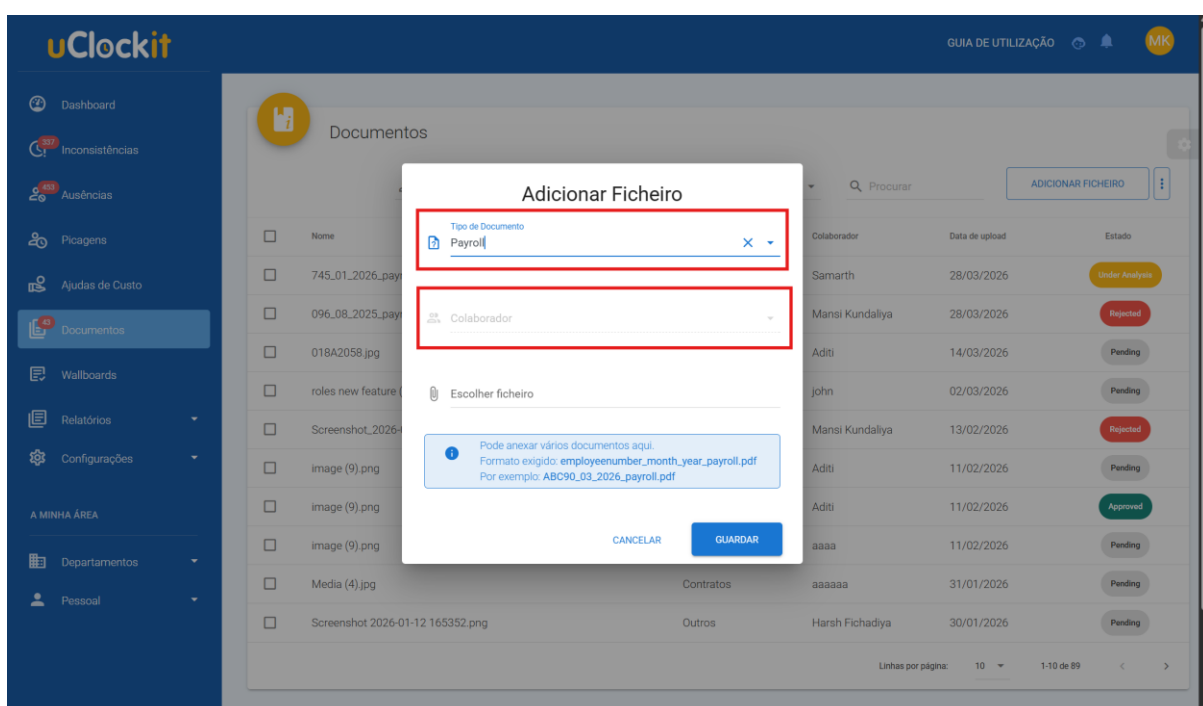 uClockit
GUIA DE UTILIZAÇÃO
MK
Dashboard
337
Inconsistências
453
Ausências
Picagens
Ajudas de Custo
43
Documentos
Wallboards
Relatórios
Configurações
A MINHA ÁREA
Departamentos
Pessoal
Documentos
Procurar
ADICIONAR FICHEIRO
Nome Colaborador Data de upload Estado
745_01_2026_payr Samarth 28/03/2026 Under Analysis
096_08_2025_payr Mansi Kundaliya 28/03/2026 Rejected
018A2058.jpg Aditi 14/03/2026 Pending
roles new feature ( john 02/03/2026 Pending
Screenshot_2026- Mansi Kundaliya 13/02/2026 Rejected
image (9).png Aditi 11/02/2026 Pending
image (9).png Aditi 11/02/2026 Approved
image (9).png aaaa 11/02/2026 Pending
Media (4).jpg Contratos aaaaaa 31/01/2026 Pending
Screenshot 2026-01-12 165352.png Outros Harsh Fichadiya 30/01/2026 Pending
Linhas por página: 10 1-10 de 89
Adicionar Ficheiro
Tipo de Documento
Payroll
Colaborador
Escolher ficheiro
Pode anexar vários documentos aqui.
Formato exigido: employeenumber_month_year_payroll.pdf
Por exemplo: ABC90_03_2026_payroll.pdf
CANCELAR
GUARDAR